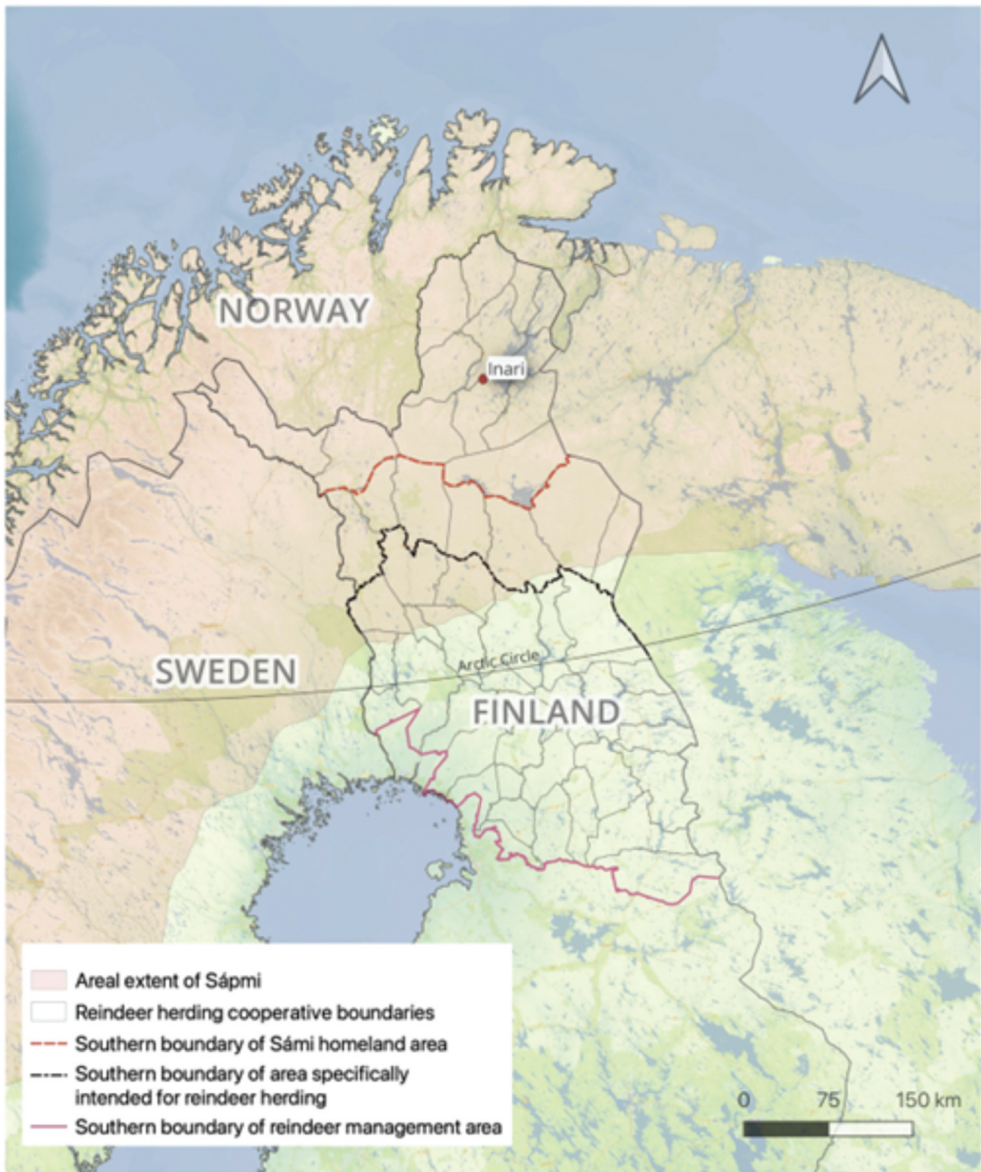 NORWAY
Inari
SWEDEN
Arctic Circle
FINLAND
Areal extent of Sápmi
Reindeer herding cooperative boundaries
Southern boundary of Sámi homeland area
Southern boundary of area specifically
intended for reindeer herding
Southern boundary of reindeer management area
0 75 150 km